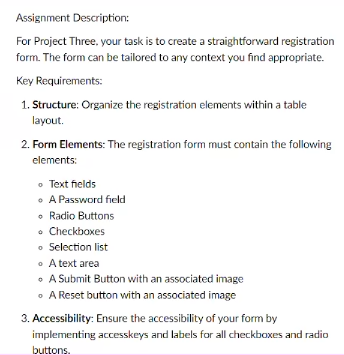 Assignment Description:
For Project Three, your task is to create a straightforward registration
form. The form can be tailored to any context you find appropriate.
Key Requirements:
1. Structure: Organize the registration elements within a table
layout.
2. Form Elements: The registration form must contain the following
elements:
○ Text fields
○ A Password field
○ Radio Buttons
○ Checkboxes
○ Selection list
○ A text area
○ A Submit Button with an associated image
○ A Reset button with an associated image
3. Accessibility: Ensure the accessibility of your form by
implementing accesskeys and labels for all checkboxes and radio
buttons.